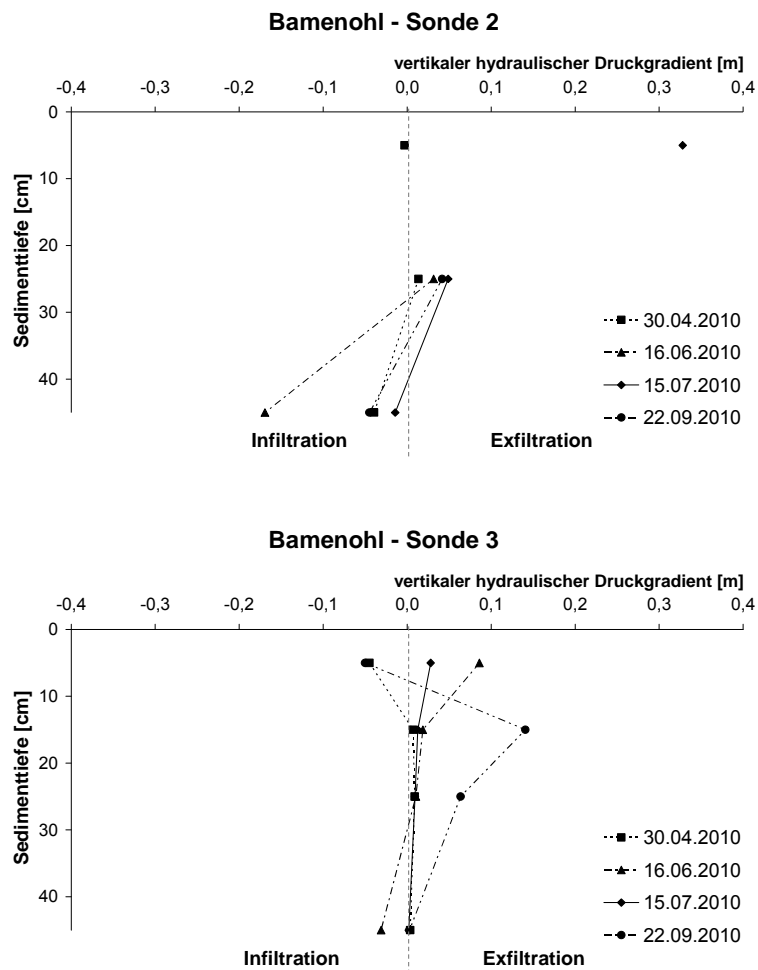 Bamenohl - Sonde 2
vertikaler hydraulischer Druckgradient [m]
-0,4 -0,3 -0,2 -0,1 0,0 0,1 0,2 0,3 0,4
0
10
20
30
40
Sedimenttiefe [cm]
30.04.2010
16.06.2010
15.07.2010
22.09.2010
Infiltration Exfiltration
Bamenohl - Sonde 3
vertikaler hydraulischer Druckgradient [m]
-0,4 -0,3 -0,2 -0,1 0,0 0,1 0,2 0,3 0,4
0
10
20
30
40
Sedimenttiefe [cm]
30.04.2010
16.06.2010
15.07.2010
22.09.2010
Infiltration Exfiltration